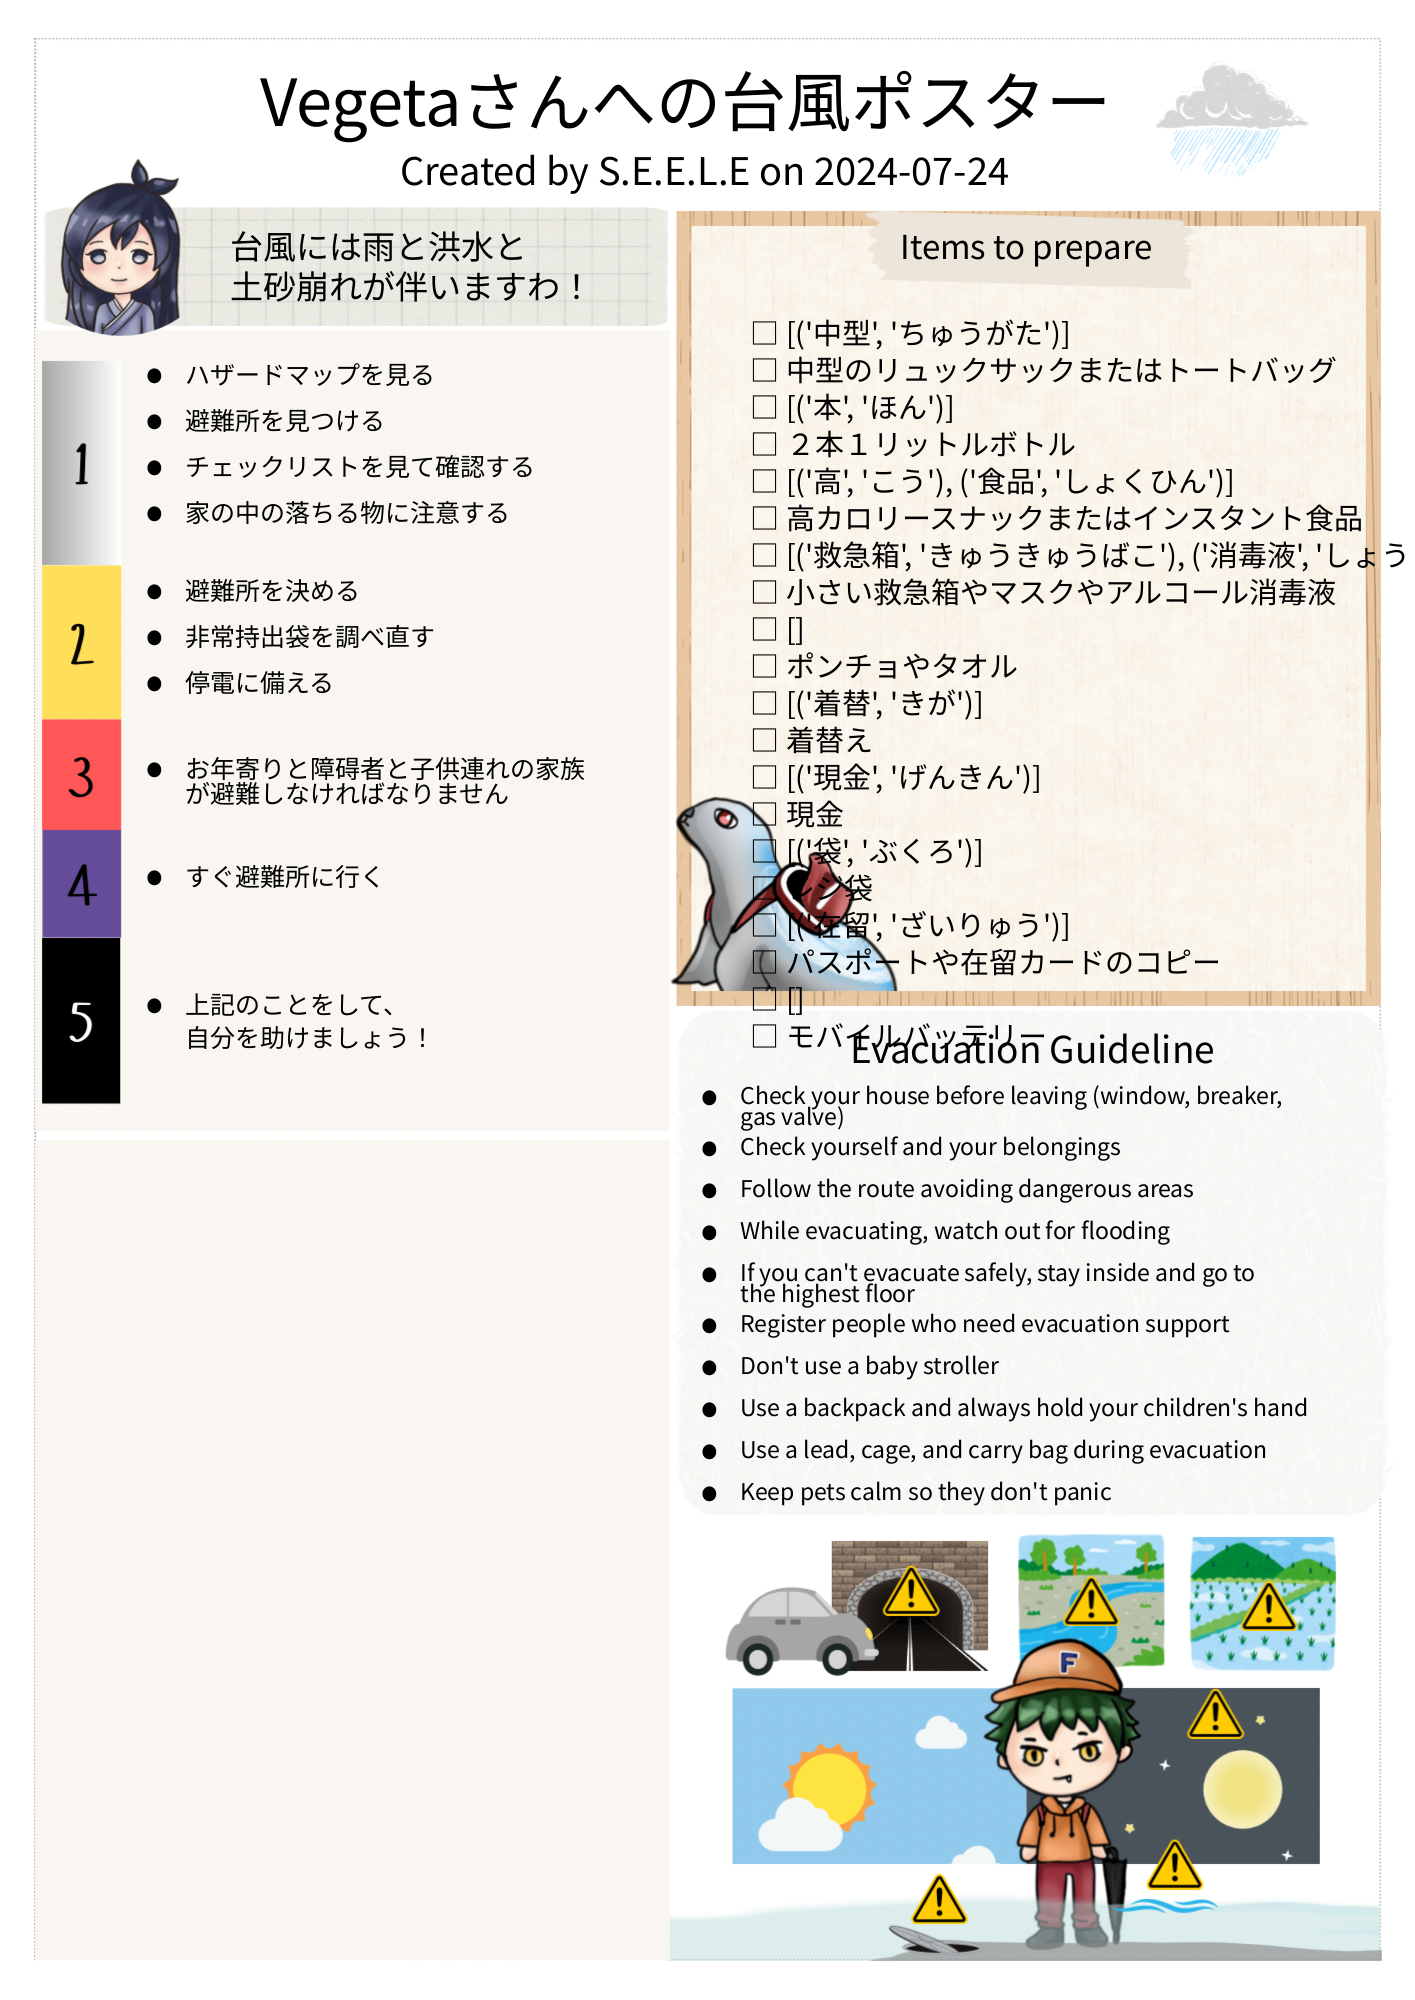 Vegetaさんへの台風ポスター
Created by S.E.E.L.E on 2024-07-24
台風には雨と洪水と
土砂崩れが伴いますわ！
1
● ハザードマップを見る
● 避難所を見つける
● チェックリストを見て確認する
● 家の中の落ちる物に注意する
2
● 避難所を決める
● 非常持出袋を調べ直す
● 停電に備える
3
● お年寄りと障碍者と子供連れの家族
が避難しなければなりません
4
● すぐ避難所に行く
5
● 上記のことをして、
自分を助けましょう！
Items to prepare
☐ [('中型', 'ちゅうがた')]
☐ 中型のリュックサックまたはトートバッグ
☐ [('本', 'ほん')]
☐ ２本１リットルボトル
☐ [('高', 'こう'), ('食品', 'しょくひん')]
☐ 高カロリースナックまたはインスタント食品
☐ [('救急箱', 'きゅうきゅうばこ'), ('消毒液', 'しょう
☐ 小さい救急箱やマスクやアルコール消毒液
☐ []
☐ ポンチョやタオル
☐ [('着替', 'きが')]
☐ 着替え
☐ [('現金', 'げんきん')]
☐ 現金
☐ [('袋', 'ぶくろ')]
☐ レジ袋
☐ [('在留', 'ざいりゅう')]
☐ パスポートや在留カードのコピー
☐ []
☐ モバイルバッテリー
Evacuation Guideline
● Check your house before leaving (window, breaker,
gas valve)
● Check yourself and your belongings
● Follow the route avoiding dangerous areas
● While evacuating, watch out for flooding
● If you can't evacuate safely, stay inside and go to
the highest floor
● Register people who need evacuation support
● Don't use a baby stroller
● Use a backpack and always hold your children's hand
● Use a lead, cage, and carry bag during evacuation
● Keep pets calm so they don't panic
F